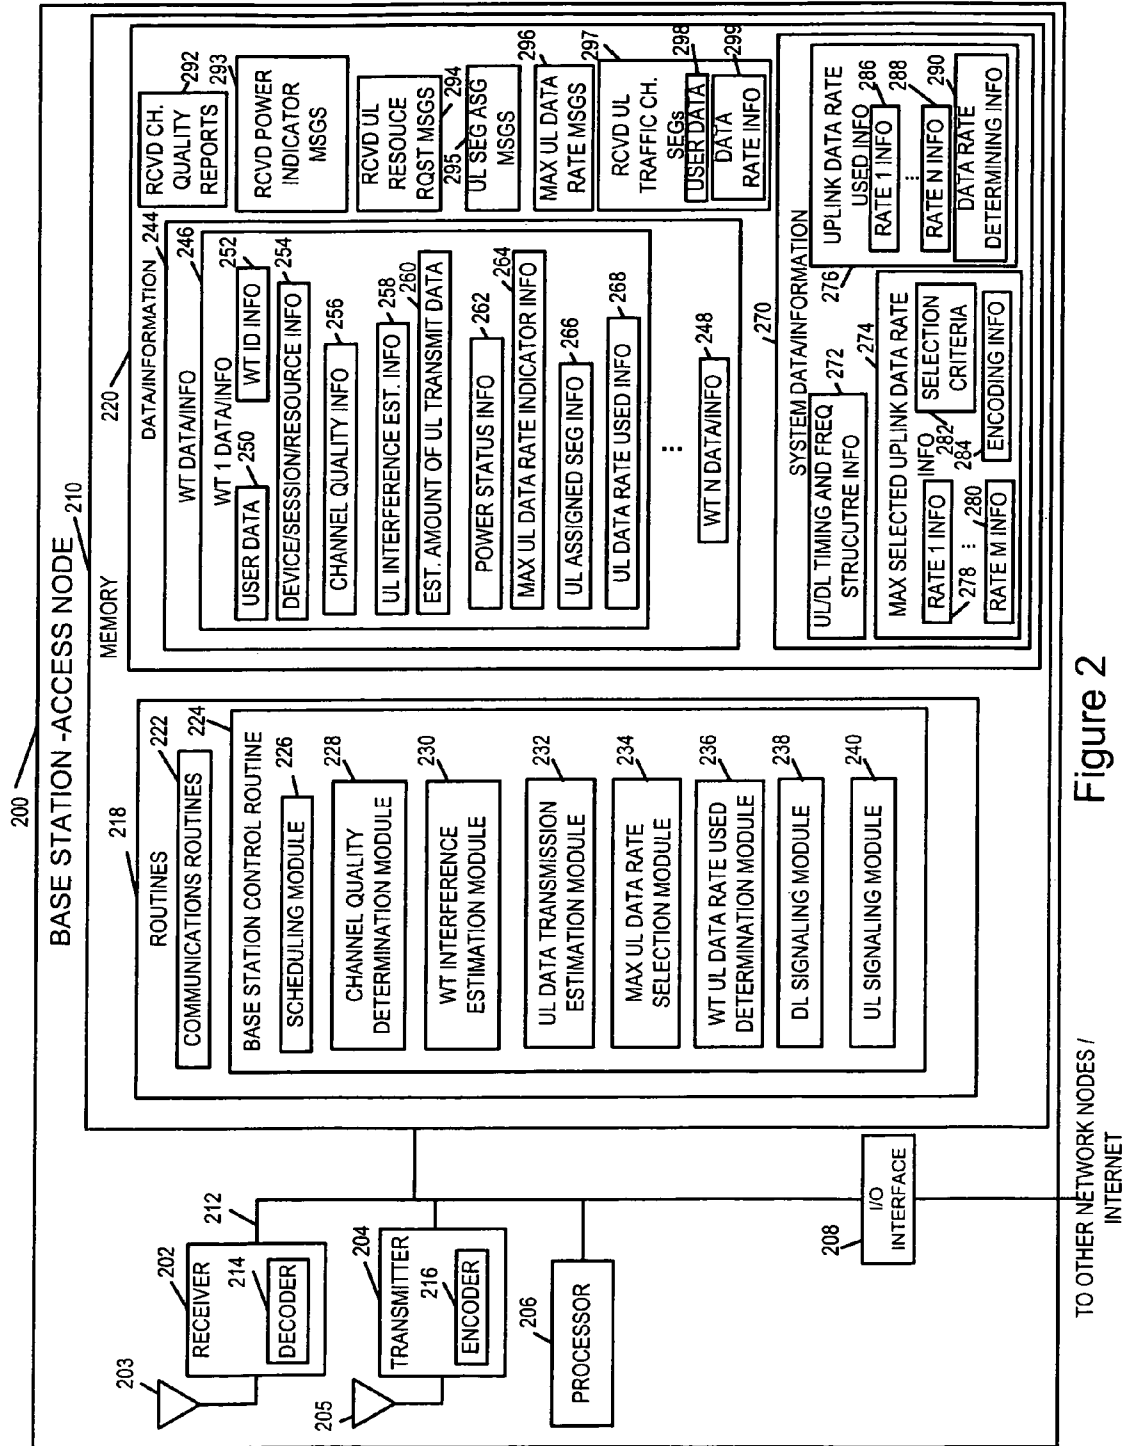 200
BASE STATION -ACCESS NODE
210
MEMORY
203
202
RECEIVER
214
DECODER
212
205
204
TRANSMITTER
216
ENCODER
206
PROCESSOR
208
I/O
INTERFACE
TO OTHER NETWORK NODES /
INTERNET
218
ROUTINES
222
COMMUNICATIONS ROUTINES
224
BASE STATION CONTROL ROUTINE
226
SCHEDULING MODULE
228
CHANNEL QUALITY
DETERMINATION MODULE
230
WT INTERFERENCE
ESTIMATION MODULE
232
UL DATA TRANSMISSION
ESTIMATION MODULE
234
MAX UL DATA RATE
SELECTION MODULE
236
WT UL DATA RATE USED
DETERMINATION MODULE
238
DL SIGNALING MODULE
240
UL SIGNALING MODULE
220
DATA/INFORMATION
244
WT DATA/INFO
246
WT 1 DATA/INFO
250
USER DATA
252
WT ID INFO
254
DEVICE/SESSION/RESOURCE INFO
256
CHANNEL QUALITY INFO
258
UL INTERFERENCE EST. INFO
260
EST. AMOUNT OF UL TRANSMIT DATA
262
POWER STATUS INFO
264
MAX UL DATA RATE INDICATOR INFO
266
UL ASSIGNED SEG INFO
268
UL DATA RATE USED INFO
...
248
WT N DATA/INFO
292
RCVD CH.
QUALITY
REPORTS
293
RCVD POWER
INDICATOR
MSGS
RCVD UL
RESOUCE
RQST MSGS
294
295
UL SEG ASG
MSGS
296
MAX UL DATA
RATE MSGS
297
RCVD UL
TRAFFIC CH.
SEGs
298
USER DATA
299
DATA
RATE INFO
270
SYSTEM DATA/INFORMATION
272
UL/DL TIMING AND FREQ
STRUCUTRE INFO
274
MAX SELECTED UPLINK DATA RATE
INFO
RATE 1 INFO
278
...
280
RATE M INFO
282
SELECTION
CRITERIA
284
ENCODING INFO
276
UPLINK DATA RATE
USED INFO
286
RATE 1 INFO
...
288
RATE N INFO
290
DATA RATE
DETERMINING INFO
Figure 2